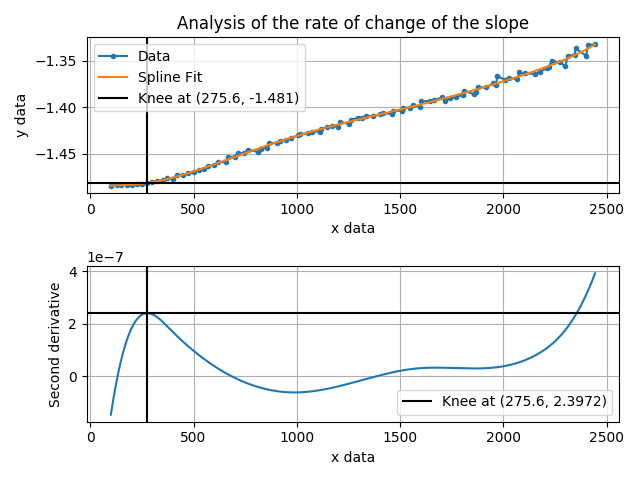 Analysis of the rate of change of the slope
Data
Spline Fit
Knee at (275.6, -1.481)
−1.35
−1.40
−1.45
y data
0 500 1000 1500 2000 2500
x data
1e−7
4
2
0
Second derivative
Knee at (275.6, 2.3972)
0 500 1000 1500 2000 2500
x data